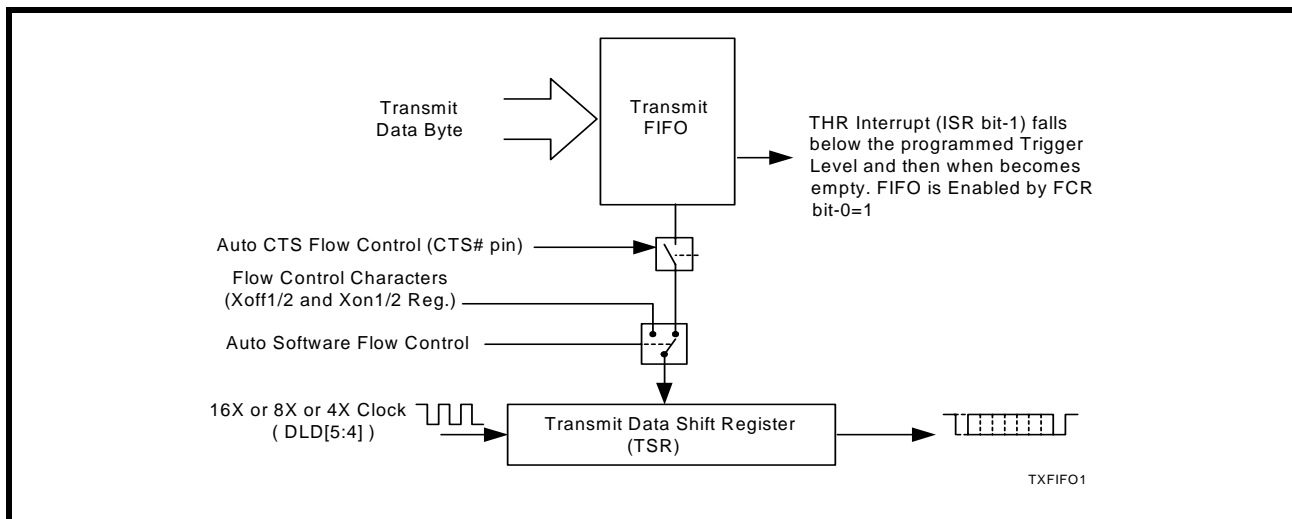 Transmit
Data Byte
Transmit
FIFO
THR Interrupt (ISR bit-1) falls
below the programmed Trigger
Level and then when becomes
empty. FIFO is Enabled by FCR
bit-0=1
Auto CTS Flow Control (CTS# pin)
Flow Control Characters
(Xoff1/2 and Xon1/2 Reg.)
Auto Software Flow Control
16X or 8X or 4X Clock
( DLD[5:4] )
Transmit Data Shift Register
(TSR)
TXFIFO1